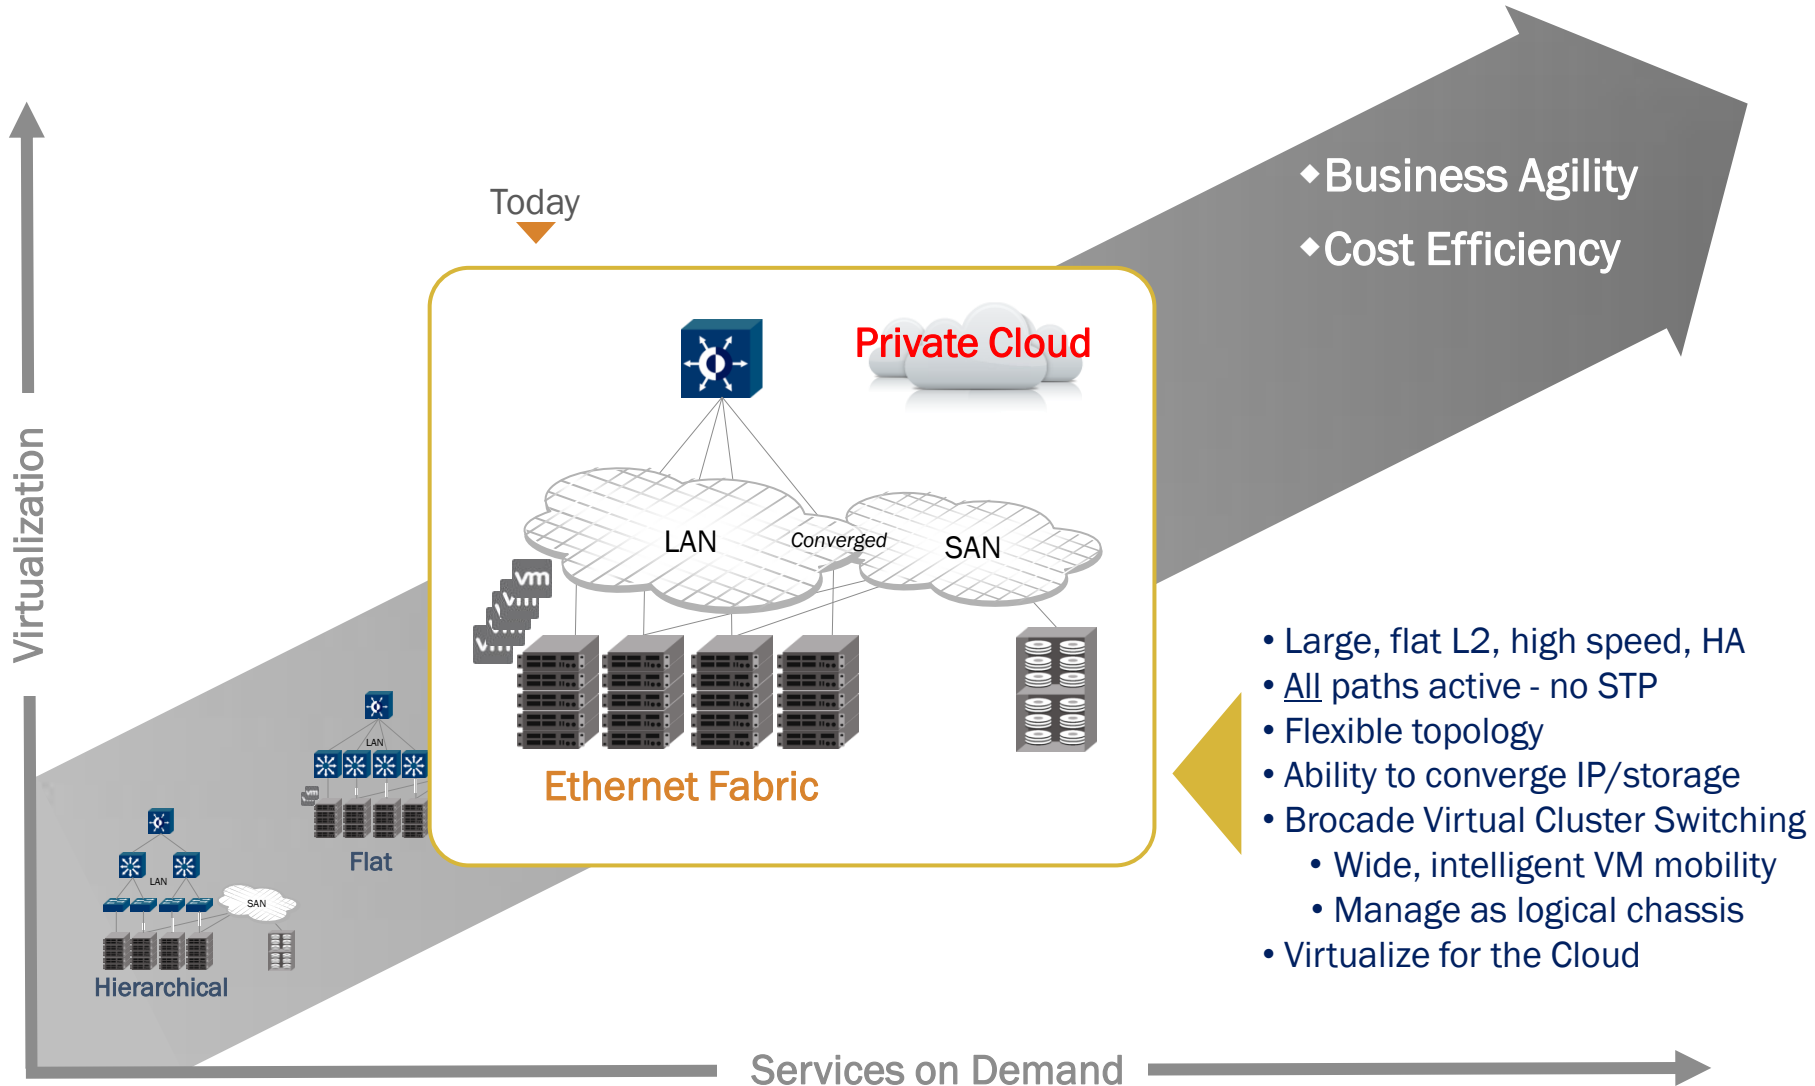 ◆Business Agility
◆Cost Efficiency
Today
Private Cloud
Virtualization
LAN
Converged
SAN
vm
Ethernet Fabric
LAN
vm
Flat
LAN
SAN
Hierarchical
• Large, flat L2, high speed, HA
• All paths active - no STP
• Flexible topology
• Ability to converge IP/storage
• Brocade Virtual Cluster Switching
• Wide, intelligent VM mobility
• Manage as logical chassis
• Virtualize for the Cloud
Services on Demand